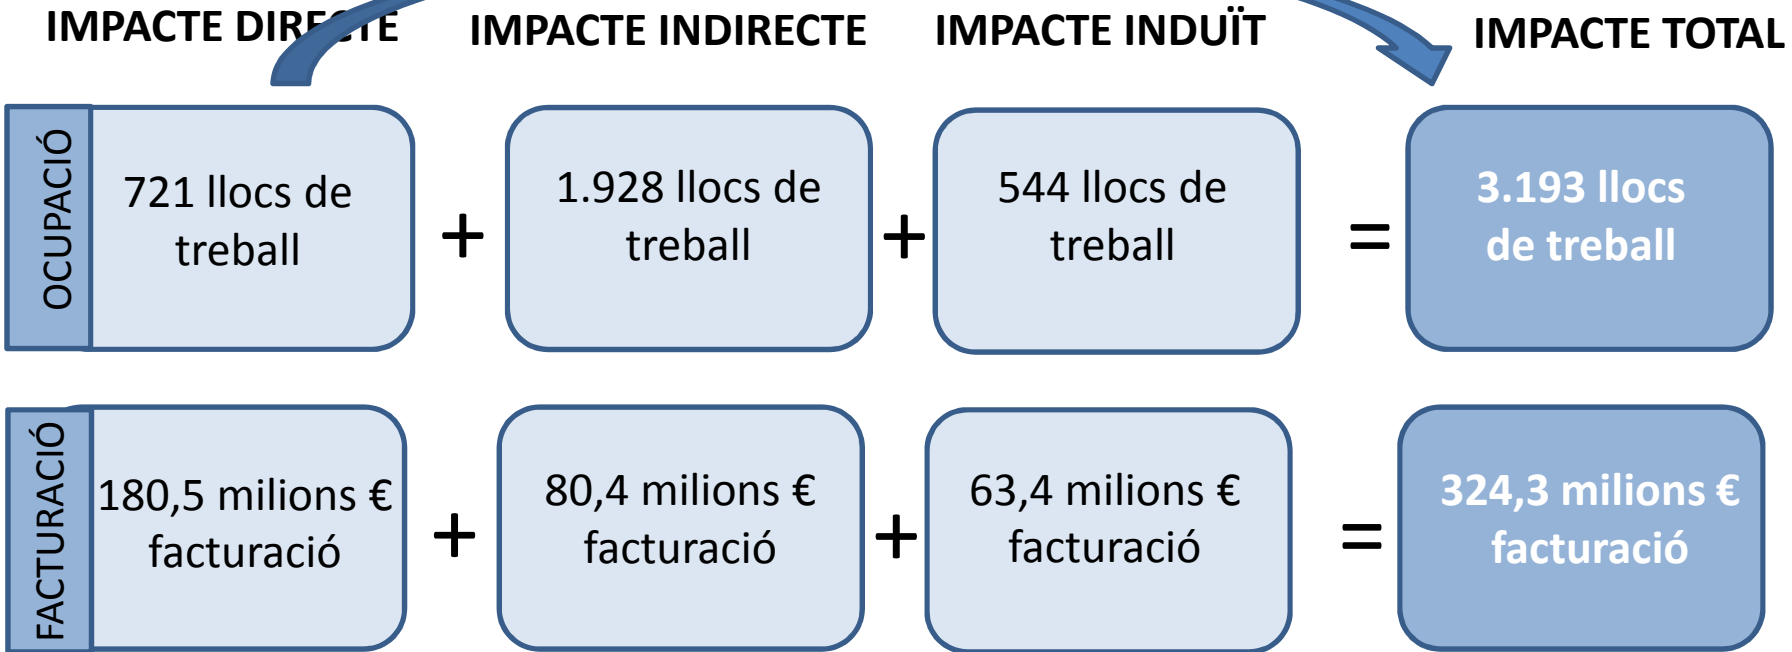 IMPACTE DIRECTE
IMPACTE INDIRECTE
IMPACTE INDUÏT
IMPACTE TOTAL
OCUPACIÓ
721 llocs de
treball
+
1.928 llocs de
treball
+
544 llocs de
treball
=
3.193 llocs
de treball
FACTURACIÓ
180,5 milions €
facturació
+
80,4 milions €
facturació
+
63,4 milions €
facturació
=
324,3 milions €
facturació